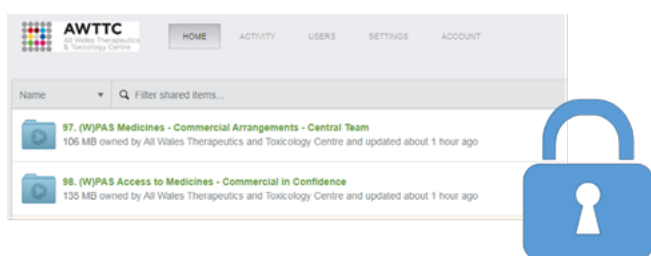 AWTTC
All Wales Therapeutics
& Toxicology Centre
HOME ACTIVITY USERS SETTINGS ACCOUNT
Name Filter shared items...
97. (W)PAS Medicines - Commercial Arrangements - Central Team
106 MB owned by All Wales Therapeutics and Toxicology Centre and updated about 1 hour ago
98. (W)PAS Access to Medicines - Commercial in Confidence
135 MB owned by All Wales Therapeutics and Toxicology Centre and updated about 1 hour ago